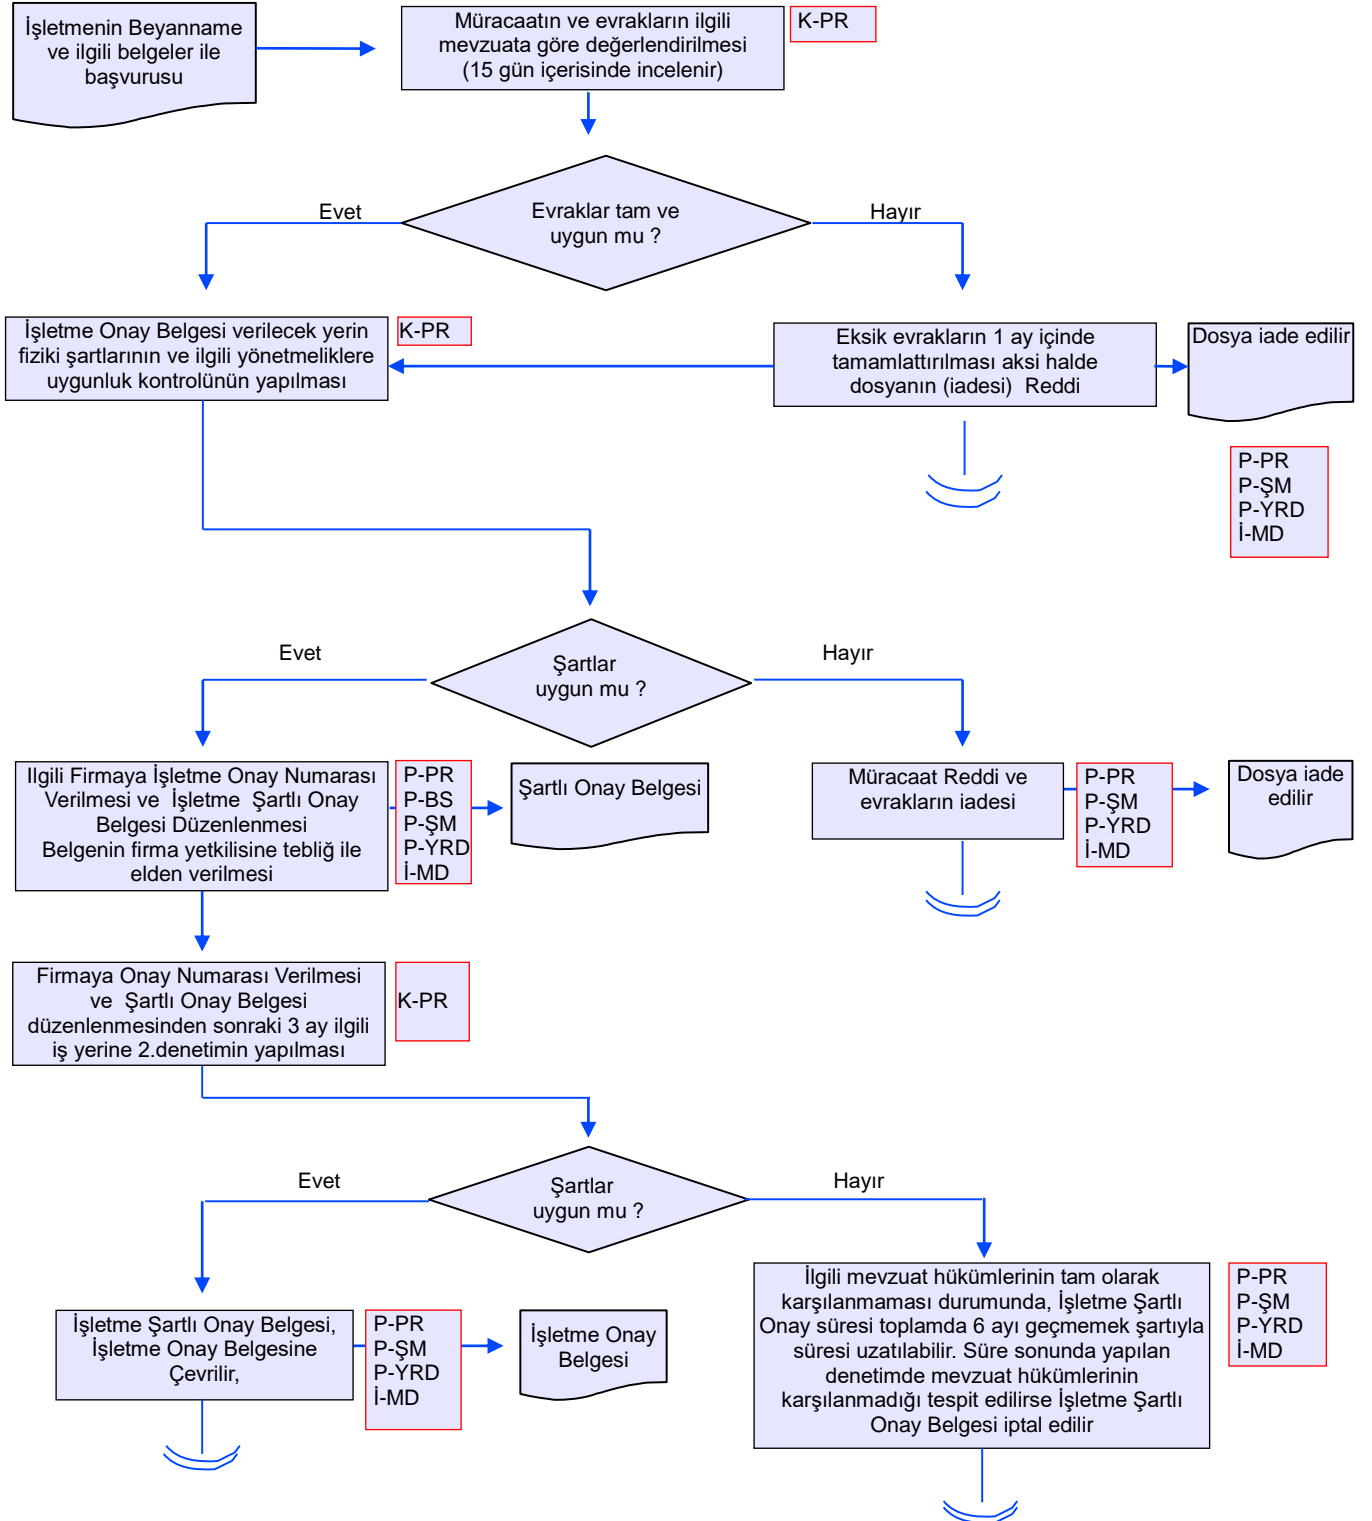 İşletmenin Beyanname
ve ilgili belgeler ile
başvurusu
Müracaatın ve evrakların ilgili
mevzuata göre değerlendirilmesi
(15 gün içerisinde incelenir)
K-PR
Evraklar tam ve
uygun mu ?
Evet
Hayır
İşletme Onay Belgesi verilecek yerin
fiziki şartlarının ve ilgili yönetmeliklere
uygunluk kontrolünün yapılması
K-PR
Eksik evrakların 1 ay içinde
tamamlattırılması aksi halde
dosyanın (iadesi) Reddi
Dosya iade edilir
P-PR
P-ŞM
P-YRD
İ-MD
Evet
Şartlar
uygun mu ?
Hayır
Ilgili Firmaya İşletme Onay Numarası
Verilmesi ve İşletme Şartlı Onay
Belgesi Düzenlenmesi
Belgenin firma yetkilisine tebliğ ile
elden verilmesi
P-PR
P-BS
P-ŞM
P-YRD
İ-MD
Şartlı Onay Belgesi
Müracaat Reddi ve
evrakların iadesi
P-PR
P-ŞM
P-YRD
İ-MD
Dosya iade
edilir
Firmaya Onay Numarası Verilmesi
ve Şartlı Onay Belgesi
düzenlenmesinden sonraki 3 ay ilgili
iş yerine 2.denetimin yapılması
K-PR
Evet
Şartlar
uygun mu ?
Hayır
İşletme Şartlı Onay Belgesi,
İşletme Onay Belgesine
Çevrilir,
P-PR
P-ŞM
P-YRD
İ-MD
İşletme Onay
Belgesi
İlgili mevzuat hükümlerinin tam olarak
karşılanmaması durumunda, İşletme Şartlı
Onay süresi toplamda 6 ayı geçmemek şartıyla
süresi uzatılabilir. Süre sonunda yapılan
denetimde mevzuat hükümlerinin
karşılanmadığı tespit edilirse İşletme Şartlı
Onay Belgesi iptal edilir
P-PR
P-ŞM
P-YRD
İ-MD